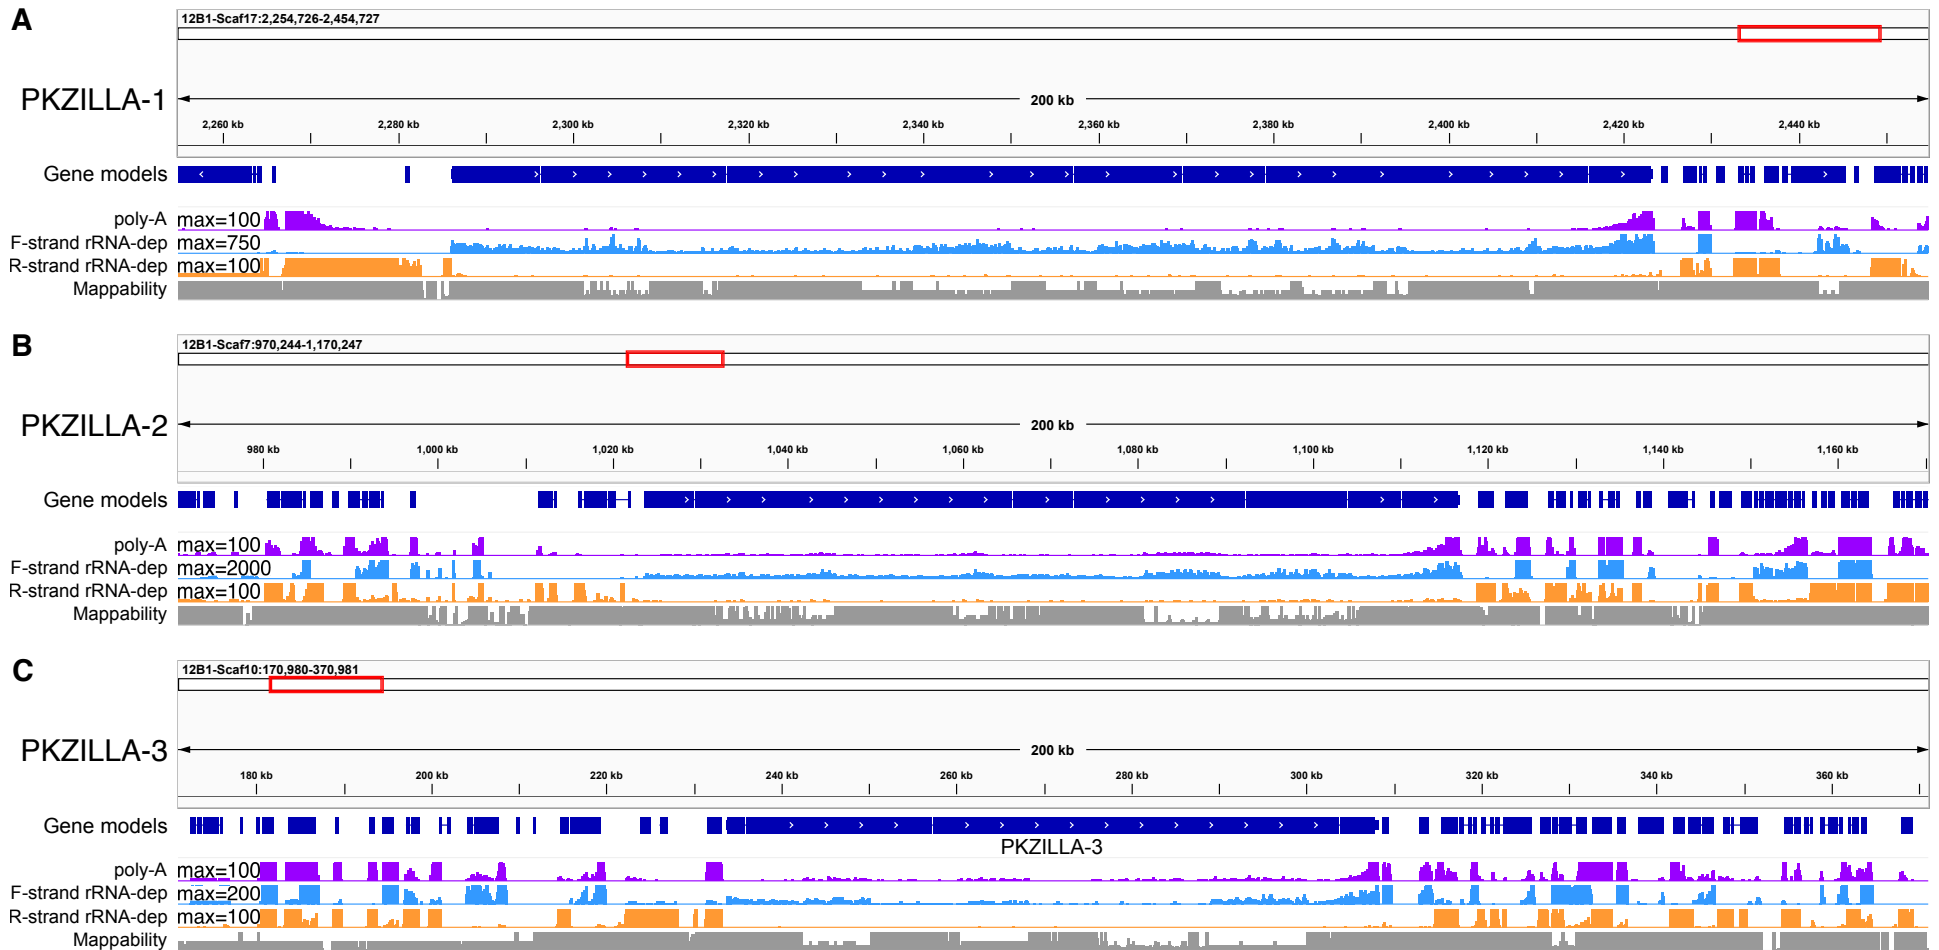 A
12B1-Scaf17:2,254,726-2,454,727
PKZILLA-1
200 kb
2,260 kb 2,280 kb 2,300 kb 2,320 kb 2,340 kb 2,360 kb 2,380 kb 2,400 kb 2,420 kb 2,440 kb
Gene models
poly-A max=100
F-strand rRNA-dep max=750
R-strand rRNA-dep max=100
Mappability
B
12B1-Scaf7:970,244-1,170,247
PKZILLA-2
200 kb
980 kb 1,000 kb 1,020 kb 1,040 kb 1,060 kb 1,080 kb 1,100 kb 1,120 kb 1,140 kb 1,160 kb
Gene models
poly-A max=100
F-strand rRNA-dep max=2000
R-strand rRNA-dep max=100
Mappability
C
12B1-Scaf10:170,980-370,981
PKZILLA-3
200 kb
180 kb 200 kb 220 kb 240 kb 260 kb 280 kb 300 kb 320 kb 340 kb 360 kb
Gene models
PKZILLA-3
poly-A max=100
F-strand rRNA-dep max=200
R-strand rRNA-dep max=100
Mappability